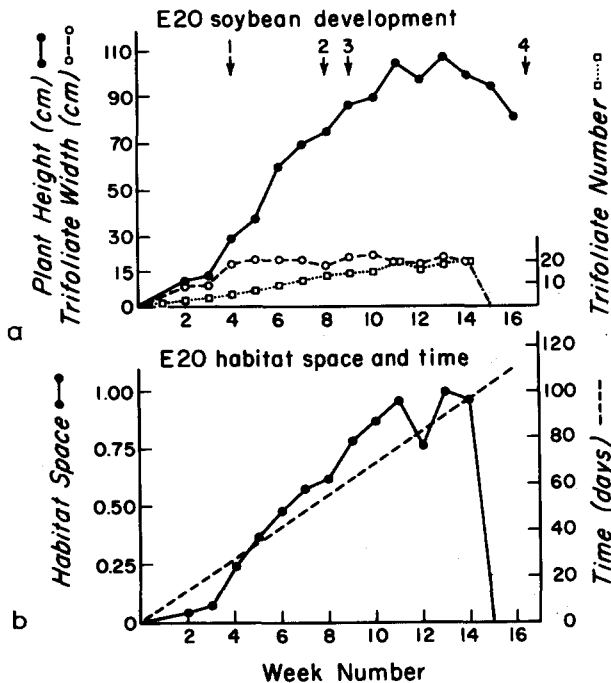 E20 soybean development
1 2 3 4
Plant Height (cm)
Trifoliate Width (cm)
110
90
70
50
30
15
0
Trifoliate Number
20
10
2 4 6 8 10 12 14 16
a
E20 habitat space and time
Habitat Space
1.00
0.75
0.50
0.25
0
120
100
80
60
40
20
0
Time (days)
0 2 4 6 8 10 12 14 16
b
Week Number